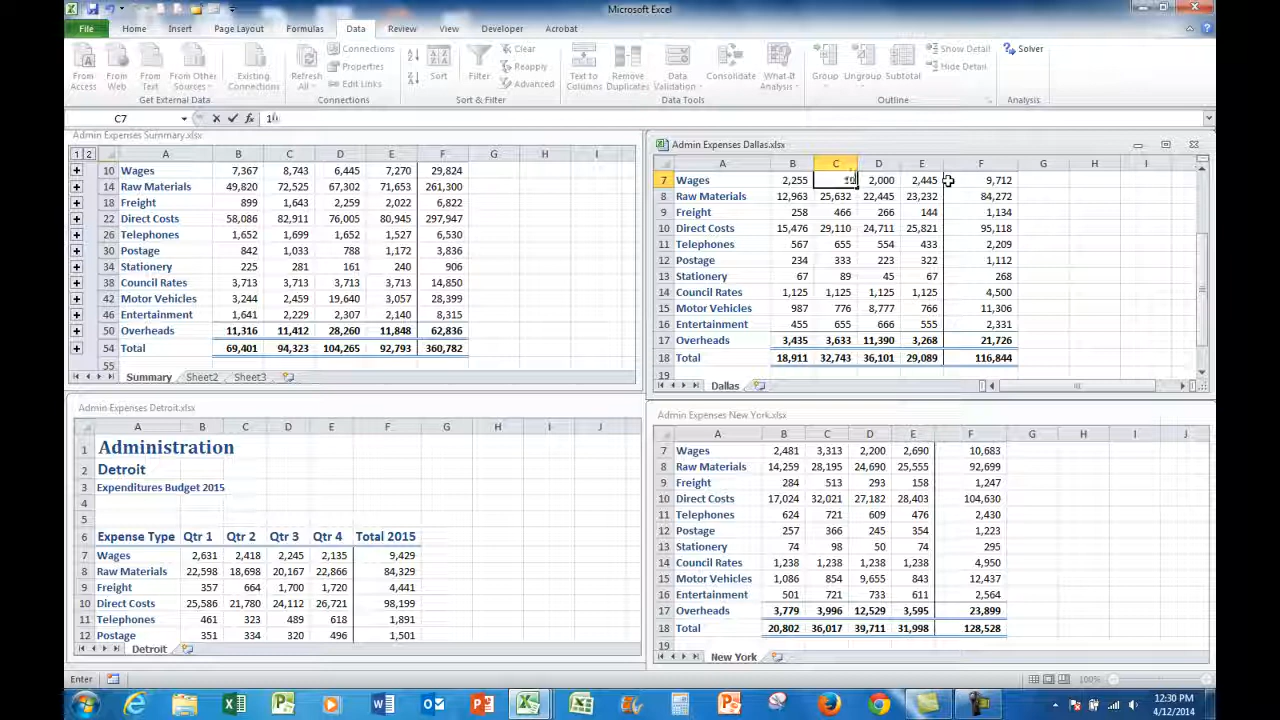 Microsoft Excel
File Home Insert Page Layout Formulas Data Review View Developer Acrobat
From Access
From Web
From Text
From Other Sources
Existing Connections
Get External Data
Refresh All
Connections
Properties
Edit Links
Connections
Sort
Filter
Clear
Reapply
Advanced
Sort & Filter
Text to Columns
Remove Duplicates
Data Validation
Consolidate
What-If Analysis
Data Tools
Group
Ungroup
Subtotal
Show Detail
Hide Detail
Outline
Solver
Analysis
C7
Admin Expenses Summary.xlsx
1 2 A B C D E F G H I
10 Wages 7,367 8,743 6,445 7,270 29,824
14 Raw Materials 49,820 72,525 67,302 71,653 261,300
18 Freight 899 1,643 2,259 2,022 6,822
22 Direct Costs 58,086 82,911 76,005 80,945 297,947
26 Telephones 1,652 1,699 1,652 1,527 6,530
30 Postage 842 1,033 788 1,172 3,836
34 Stationery 225 281 161 240 906
38 Council Rates 3,713 3,713 3,713 3,713 14,850
42 Motor Vehicles 3,244 2,459 19,640 3,057 28,399
46 Entertainment 1,641 2,229 2,307 2,140 8,315
50 Overheads 11,316 11,412 28,260 11,848 62,836
54 Total 69,401 94,323 104,265 92,793 360,782
55
Summary Sheet2 Sheet3
Admin Expenses Dallas.xlsx
A B C D E F G H I
7 Wages 2,255 2,000 2,445 9,712
8 Raw Materials 12,963 25,632 22,445 23,232 84,272
9 Freight 258 466 266 144 1,134
10 Direct Costs 15,476 29,110 24,711 25,821 95,118
11 Telephones 567 655 554 433 2,209
12 Postage 234 333 223 322 1,112
13 Stationery 67 89 45 67 268
14 Council Rates 1,125 1,125 1,125 1,125 4,500
15 Motor Vehicles 987 776 8,777 766 11,306
16 Entertainment 455 655 666 555 2,331
17 Overheads 3,435 3,633 11,390 3,268 21,726
18 Total 18,911 32,743 36,101 29,089 116,844
19
Dallas
Admin Expenses Detroit.xlsx
A B C D E F G H I J
1 Administration
2 Detroit
3 Expenditures Budget 2015
4
5
6 Expense Type Qtr 1 Qtr 2 Qtr 3 Qtr 4 Total 2015
7 Wages 2,631 2,418 2,245 2,135 9,429
8 Raw Materials 22,598 18,698 20,167 22,866 84,329
9 Freight 357 664 1,700 1,720 4,441
10 Direct Costs 25,586 21,780 24,112 26,721 98,199
11 Telephones 461 323 489 618 1,891
12 Postage 351 334 320 496 1,501
Detroit
Admin Expenses New York.xlsx
A B C D E F G H I J
7 Wages 2,481 3,313 2,200 2,690 10,683
8 Raw Materials 14,259 28,195 24,690 25,555 92,699
9 Freight 284 513 293 158 1,247
10 Direct Costs 17,024 32,021 27,182 28,403 104,630
11 Telephones 624 721 609 476 2,430
12 Postage 257 366 245 354 1,223
13 Stationery 74 98 50 74 295
14 Council Rates 1,238 1,238 1,238 1,238 4,950
15 Motor Vehicles 1,086 854 9,655 843 12,437
16 Entertainment 501 721 733 611 2,564
17 Overheads 3,779 3,996 12,529 3,595 23,899
18 Total 20,802 36,017 39,711 31,998 128,528
19
New York
Enter
100%
12:30 PM
4/12/2014